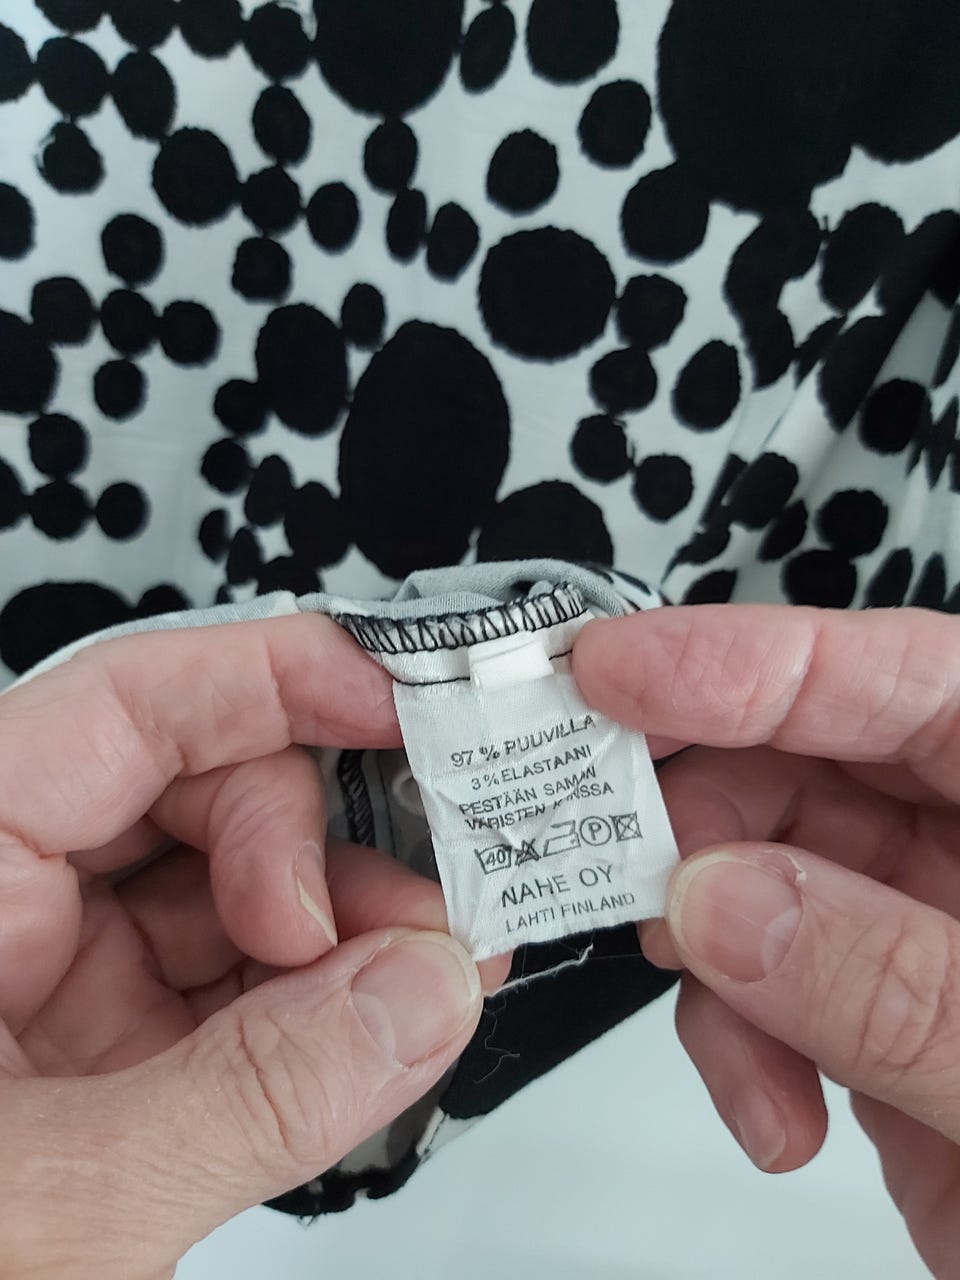 97 % PUUVILLA
3 % ELASTAANI
PESTÄÄN SAMAN
VÄRISTEN KANSSA
40 P
NAHE OY
LAHTI FINLAND